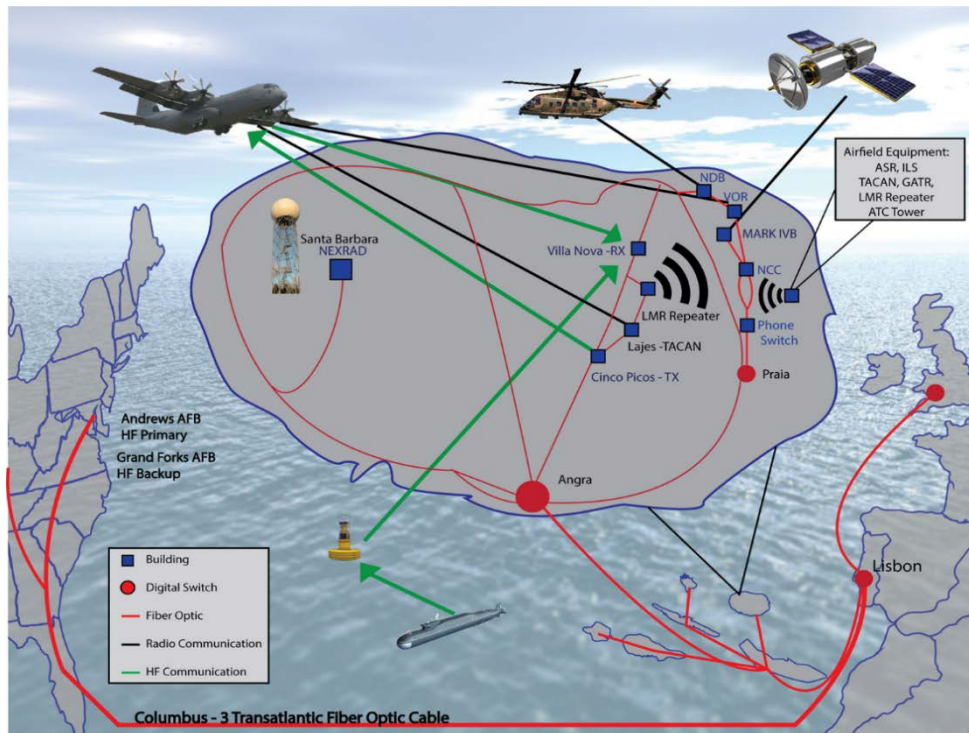 Airfield Equipment:
ASR, ILS
TACAN, GATR,
LMR Repeater
ATC Tower
NDB
VOR
MARK IVB
Villa Nova -RX
Santa Barbara
NEXRAD
NCC
LMR Repeater
Phone
Switch
Lajes -TACAN
Cinco Picos - TX
Praia
Andrews AFB
HF Primary
Grand Forks AFB
HF Backup
Angra
Lisbon
Building
Digital Switch
Fiber Optic
Radio Communication
HF Communication
Columbus - 3 Transatlantic Fiber Optic Cable